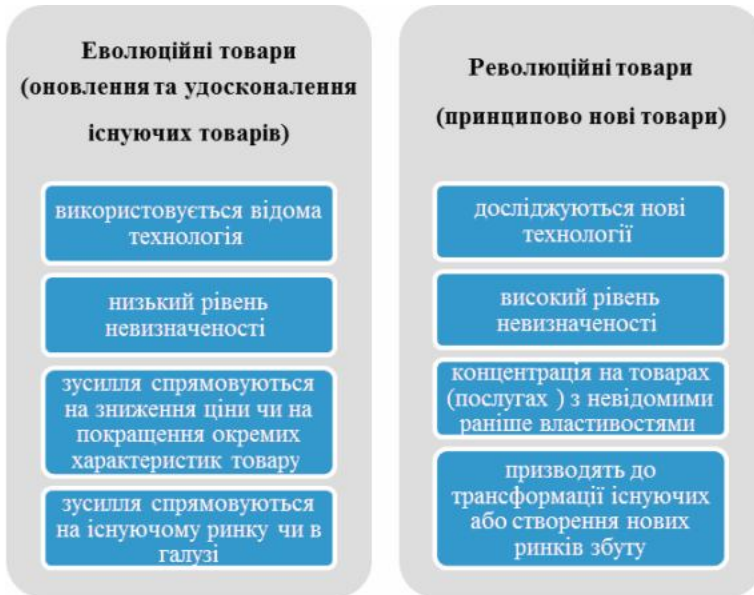 Еволюційні товари
(оновлення та удосконалення
існуючих товарів)
використовується відома
технологія
низький рівень
невизначеності
зусилля спрямовуються
на зниження ціни чи на
покращення окремих
характеристик товару
зусилля спрямовуються
на існуючому ринку чи в
галузі
Революційні товари
(принципово нові товари)
досліджуються нові
технології
високий рівень
невизначеності
концентрація на товарах
(послугах ) з невідомими
раніше властивостями
призводять до
трансформації існуючих
або створення нових
ринків збуту